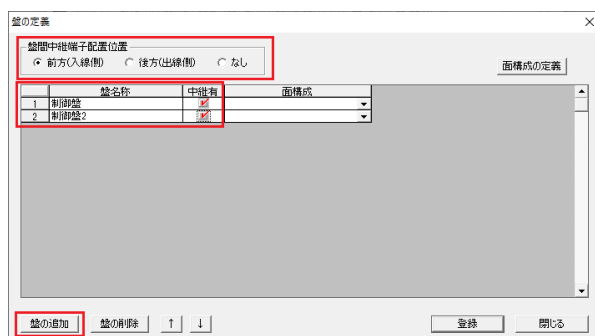 盤の定義
盤間中継端子配置位置
前方(入線側) 後方(出線側) なし
面構成の定義
盤名称 中継有 面構成
1 制御盤
2 制御盤2
盤の追加 盤の削除 ↑ ↓ 登録 閉じる